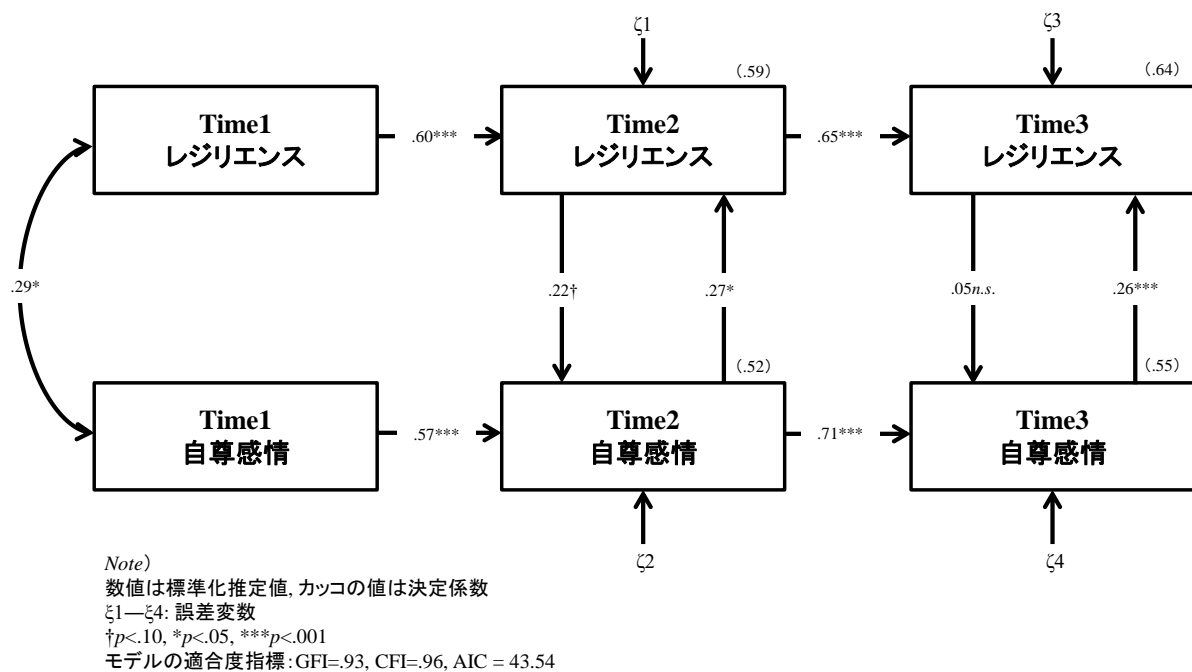 ζ1
ζ3
（.59）
（.64）
Time1
レジリエンス
.60***
Time2
レジリエンス
.65***
Time3
レジリエンス
.29*
.22†
.27*
.05n.s.
.26***
（.52）
（.55）
Time1
自尊感情
.57***
Time2
自尊感情
.71***
Time3
自尊感情
ζ2
ζ4
Note）
数値は標準化推定値, カッコの値は決定係数
ξ1—ξ4: 誤差変数
†p<.10, *p<.05, ***p<.001
モデルの適合度指標：GFI=.93, CFI=.96, AIC = 43.54